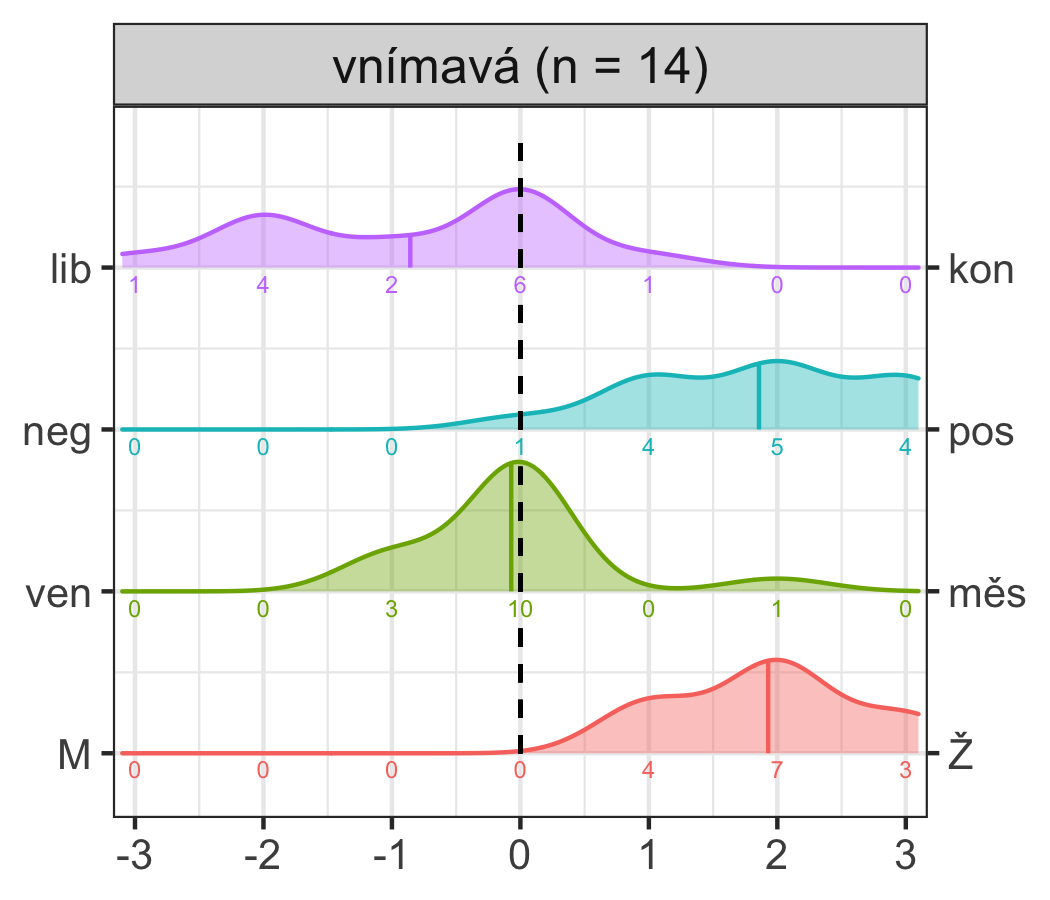 vnímavá (n = 14)
lib kon
1 4 2 6 1 0 0
neg pos
0 0 0 1 4 5 4
ven měs
0 0 3 10 0 1 0
M Ž
0 0 0 0 4 7 3
-3 -2 -1 0 1 2 3